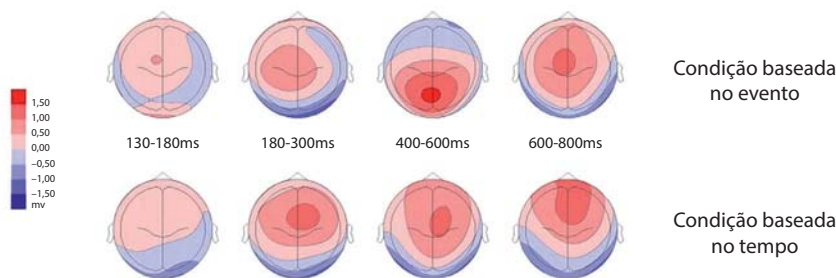 Condição baseada
no evento
1,50
1,00
0,50
0,00
–0,50
–1,00
–1,50
mv
130-180ms
180-300ms
400-600ms
600-800ms
Condição baseada
no tempo